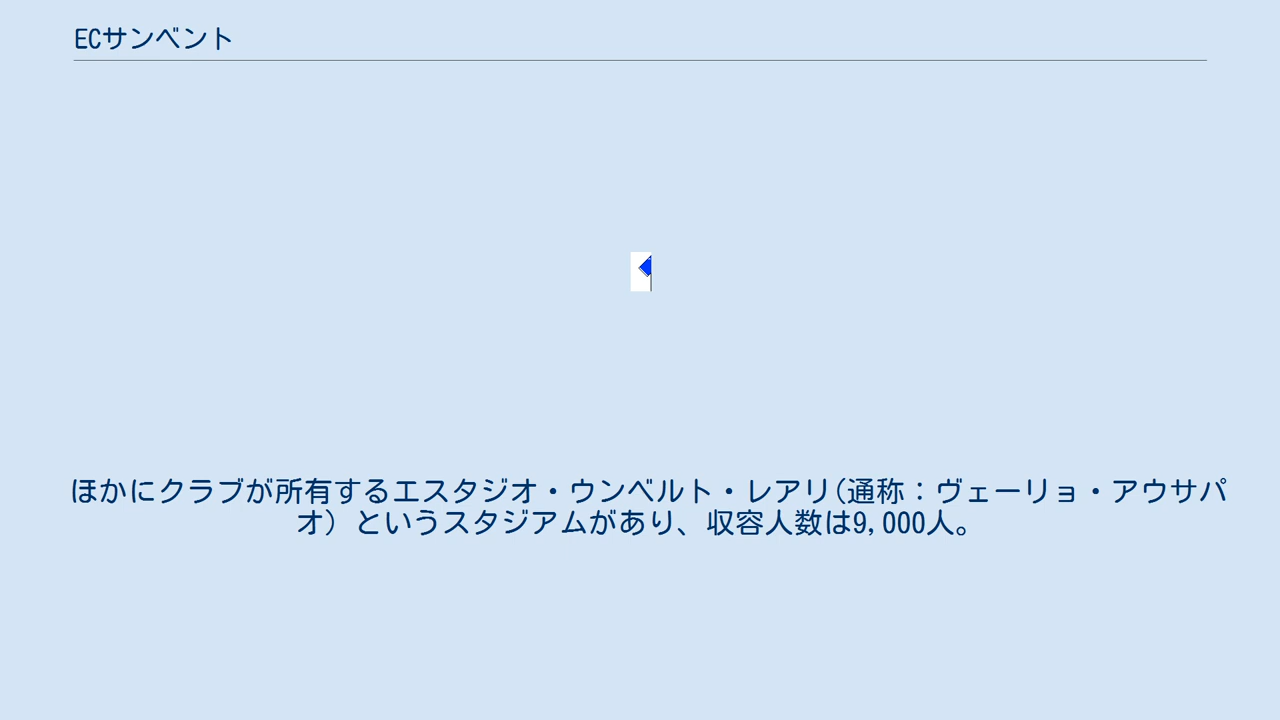 ECサンベント
ほかにクラブが所有するエスタジオ・ウンベルト・レアリ(通称：ヴェーリョ・アウサパ
オ）というスタジアムがあり、収容人数は9,000人。